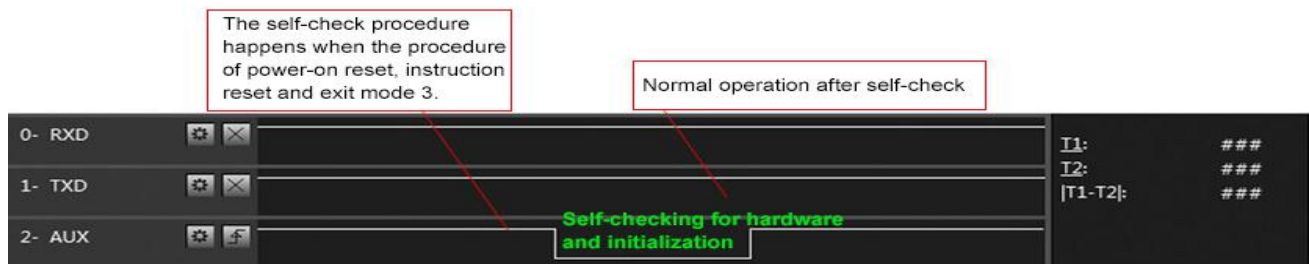 The self-check procedure
happens when the procedure
of power-on reset, instruction
reset and exit mode 3.
Normal operation after self-check
0- RXD
T1: ###
T2: ###
1- TXD
|T1-T2|: ###
Self-checking for hardware
and initialization
2- AUX